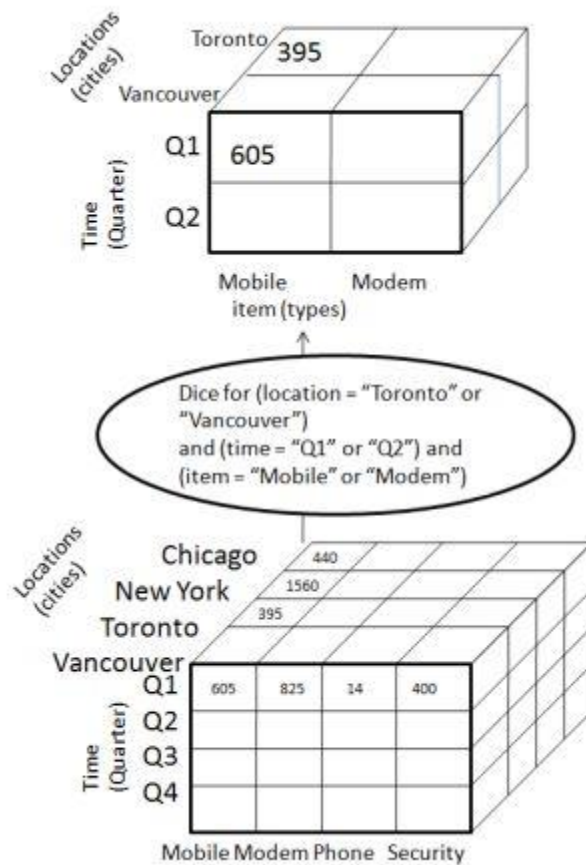 Locations
(cities)
Toronto
395
Vancouver
Q1
605
Q2
Time
(Quarter)
Mobile
Modem
item (types)
Dice for (location = “Toronto” or
“Vancouver”)
and (time = “Q1” or “Q2”) and
(item = “Mobile” or “Modem”)
Locations
(cities)
Chicago
440
New York
1560
Toronto
395
Vancouver
Q1
605
825
14
400
Q2
Q3
Q4
Time
(Quarter)
Mobile Modem Phone Security